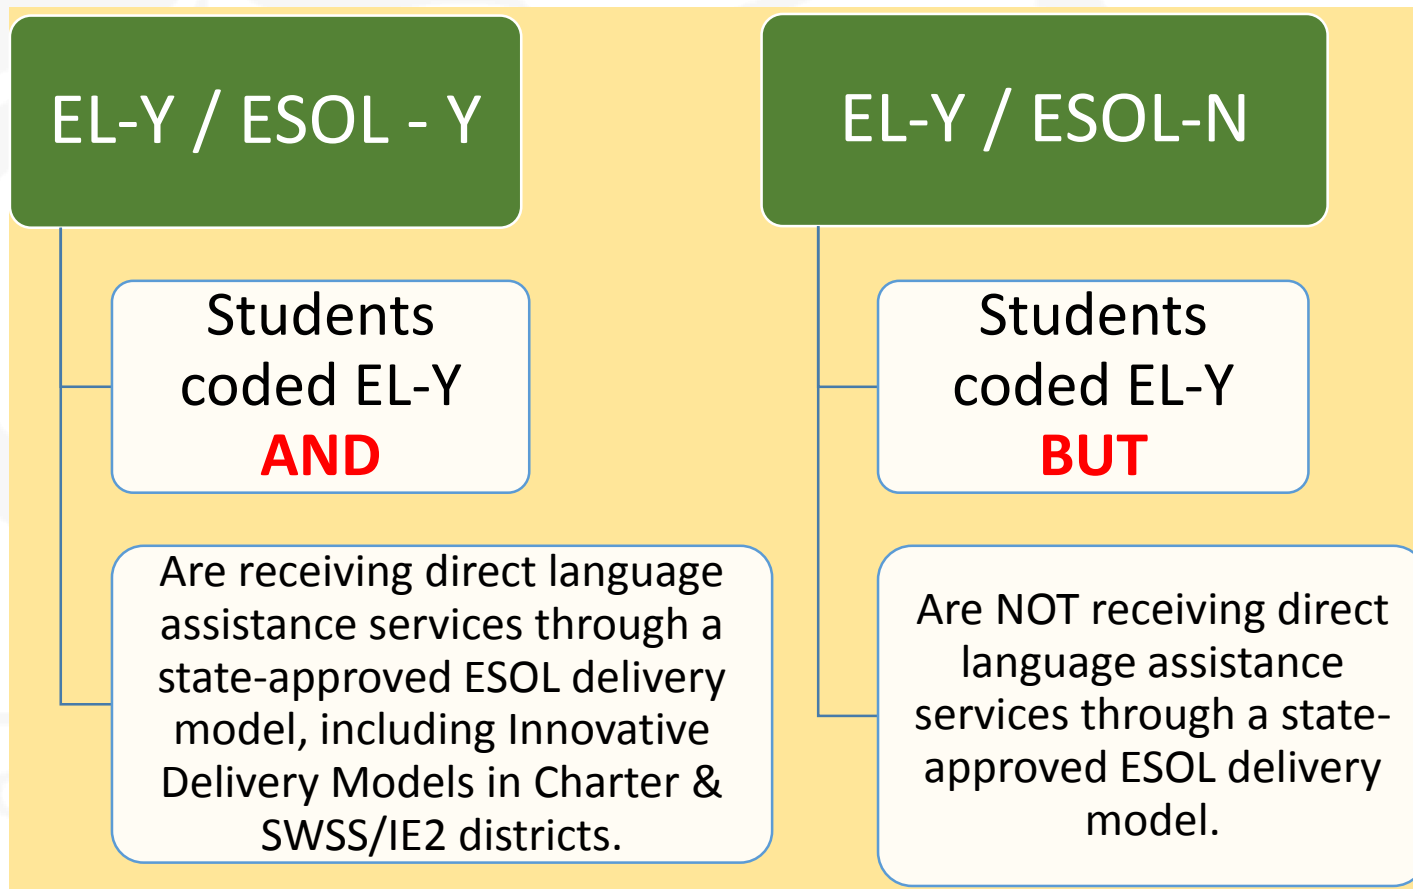 EL-Y / ESOL - Y
Students
coded EL-Y
AND
Are receiving direct language
assistance services through a
state-approved ESOL delivery
model, including Innovative
Delivery Models in Charter &
SWSS/IE2 districts.
EL-Y / ESOL-N
Students
coded EL-Y
BUT
Are NOT receiving direct
language assistance
services through a state-
approved ESOL delivery
model.